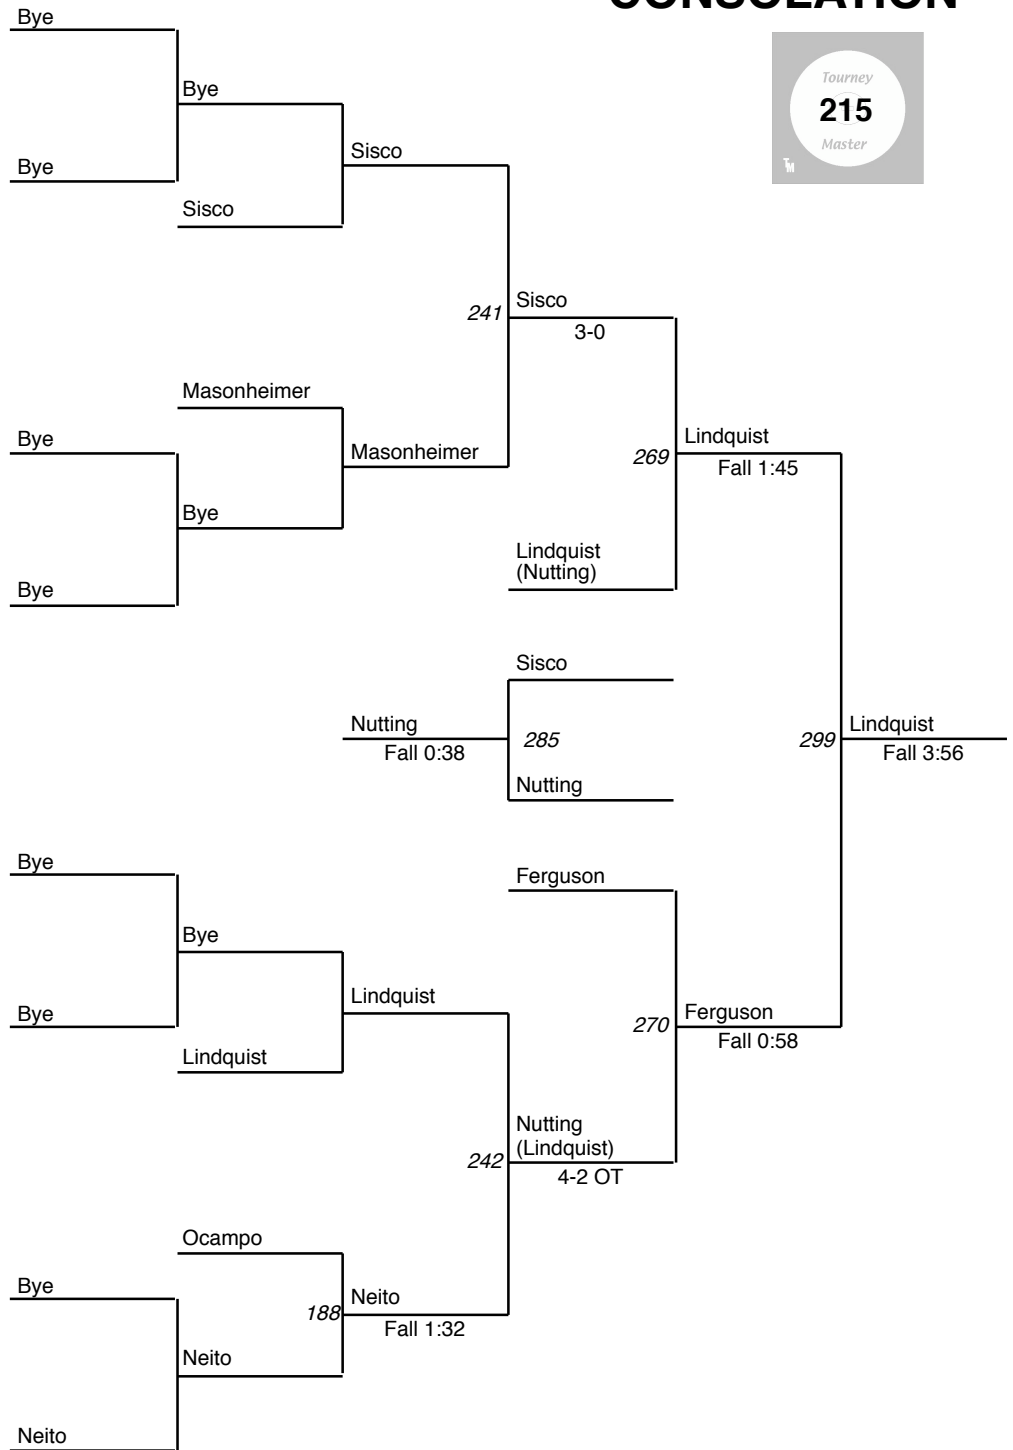 CONSOLATION
Bye
Tourney
215
Master
TM
Bye
Sisco
Bye
Sisco
241
Sisco
3-0
Masonheimer
Bye
Masonheimer
269
Lindquist
Fall 1:45
Bye
Lindquist
(Nutting)
Bye
Sisco
Nutting
Fall 0:38
285
299
Lindquist
Fall 3:56
Nutting
Bye
Ferguson
Bye
Lindquist
Bye
270
Ferguson
Fall 0:58
Lindquist
Nutting
(Lindquist)
242
4-2 OT
Ocampo
Bye
188
Neito
Fall 1:32
Neito
Neito